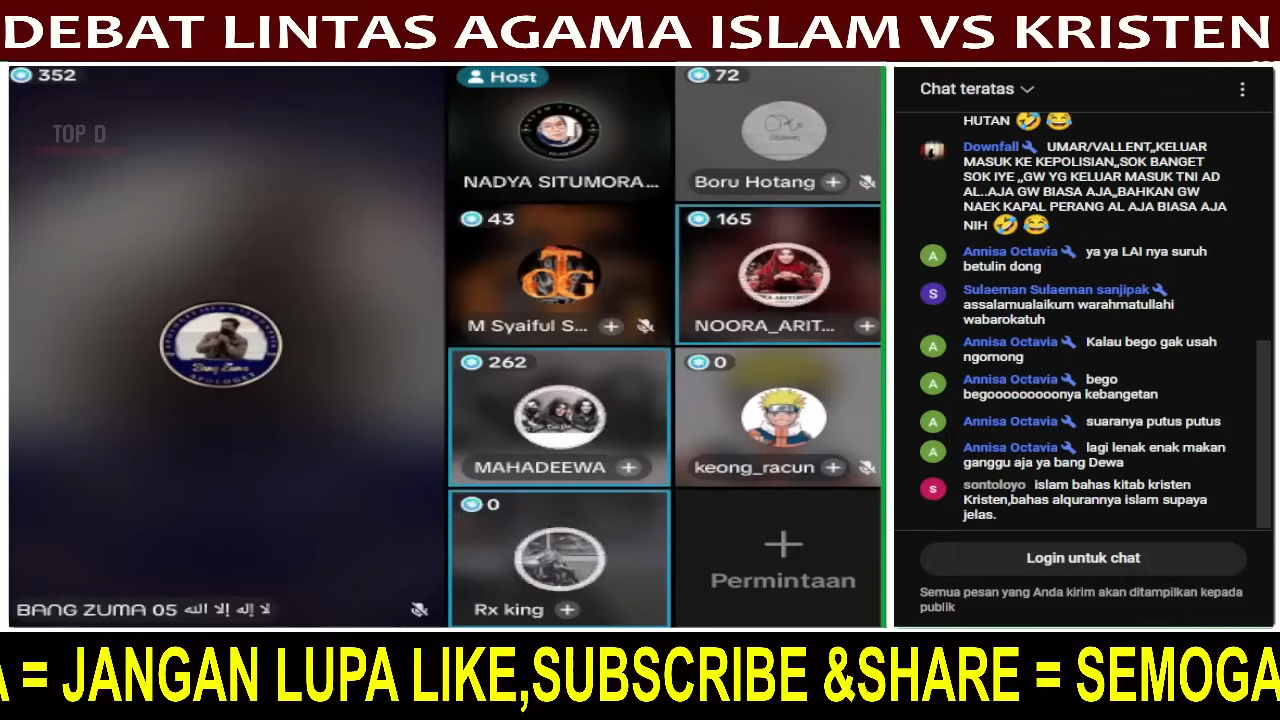 DEBAT LINTAS AGAMA ISLAM VS KRISTEN
352
TOP D
BANG ZUMA 05 لا إله إلا الله
Host
NADYA SITUMORA...
72
Boru Hotang +
43
M Syaiful S... +
165
NOORA_ARIT... +
262
MAHADEEWA +
0
keong_racun +
0
Rx king +
+
Permintaan
Bang Zuma
Chat teratas
HUTAN 🤣😂
Downfall UMAR/VALLENT,,KELUAR
MASUK KE KEPOLISIAN,,SOK BANGET
SOK IYE ,,GW YG KELUAR MASUK TNI AD
AL..AJA GW BIASA AJA,,BAHKAN GW
NAEK KAPAL PERANG AL AJA BIASA AJA
NIH 🤣😂
A Annisa Octavia ya ya LAI nya suruh
betulin dong
S Sulaeman Sulaeman sanjipak
assalamualaikum warahmatullahi
wabarokatuh
A Annisa Octavia Kalau bego gak usah
ngomong
A Annisa Octavia bego
begooooooooonya kebangetan
A Annisa Octavia suaranya putus putus
A Annisa Octavia lagi lenak enak makan
ganggu aja ya bang Dewa
s sontoloyo islam bahas kitab kristen
Kristen,bahas alqurannya islam supaya
jelas.
Login untuk chat
Semua pesan yang Anda kirim akan ditampilkan kepada
publik
A = JANGAN LUPA LIKE,SUBSCRIBE &SHARE = SEMOGA